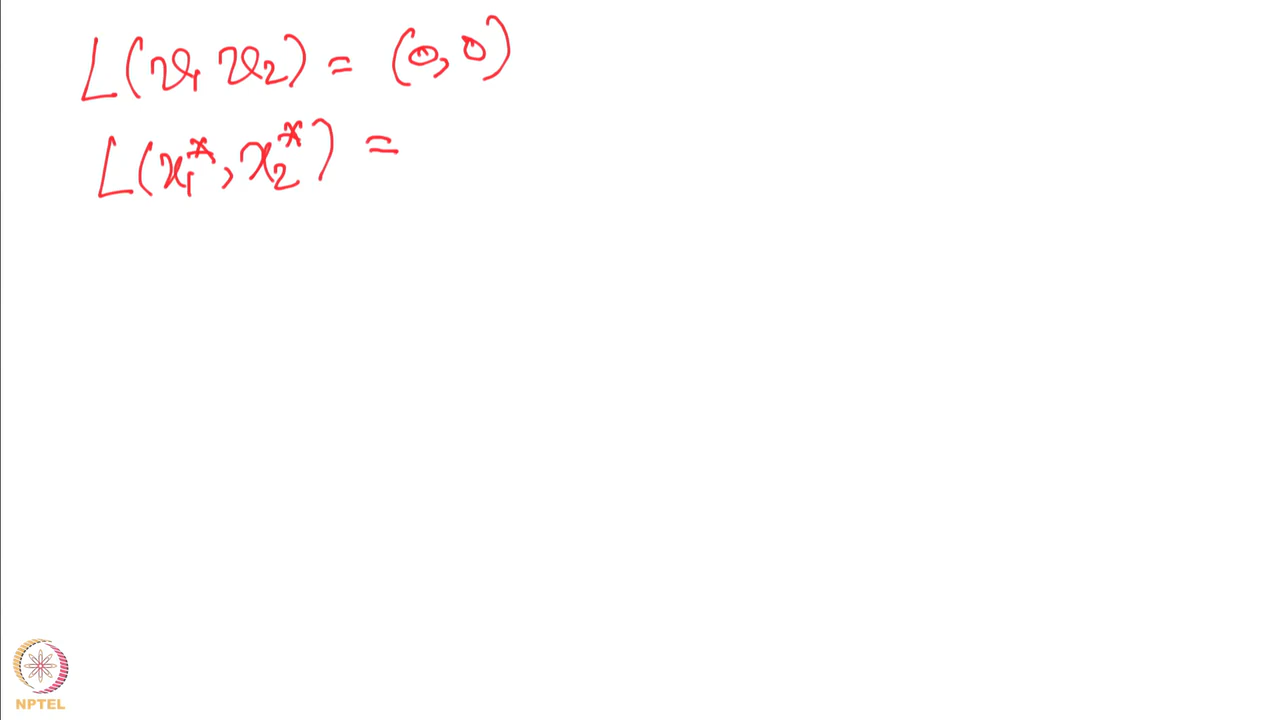 L(x₁ x₂) = (0, 0)
L(x₁*, x₂*) =
NPTEL